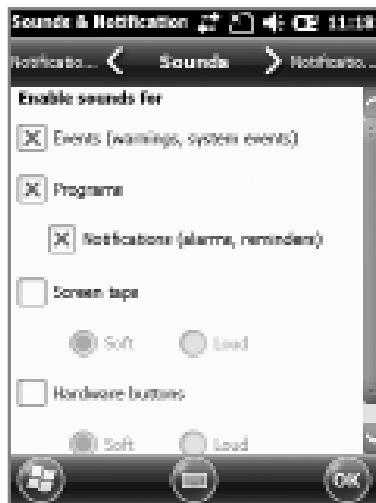 Sounds & Notification 11:18
Notificatio... Sounds Notificatio...
Enable sounds for
Events (warnings, system events)
Programs
Notifications (alarms, reminders)
Screen taps
Soft Loud
Hardware buttons
Soft Loud
OK